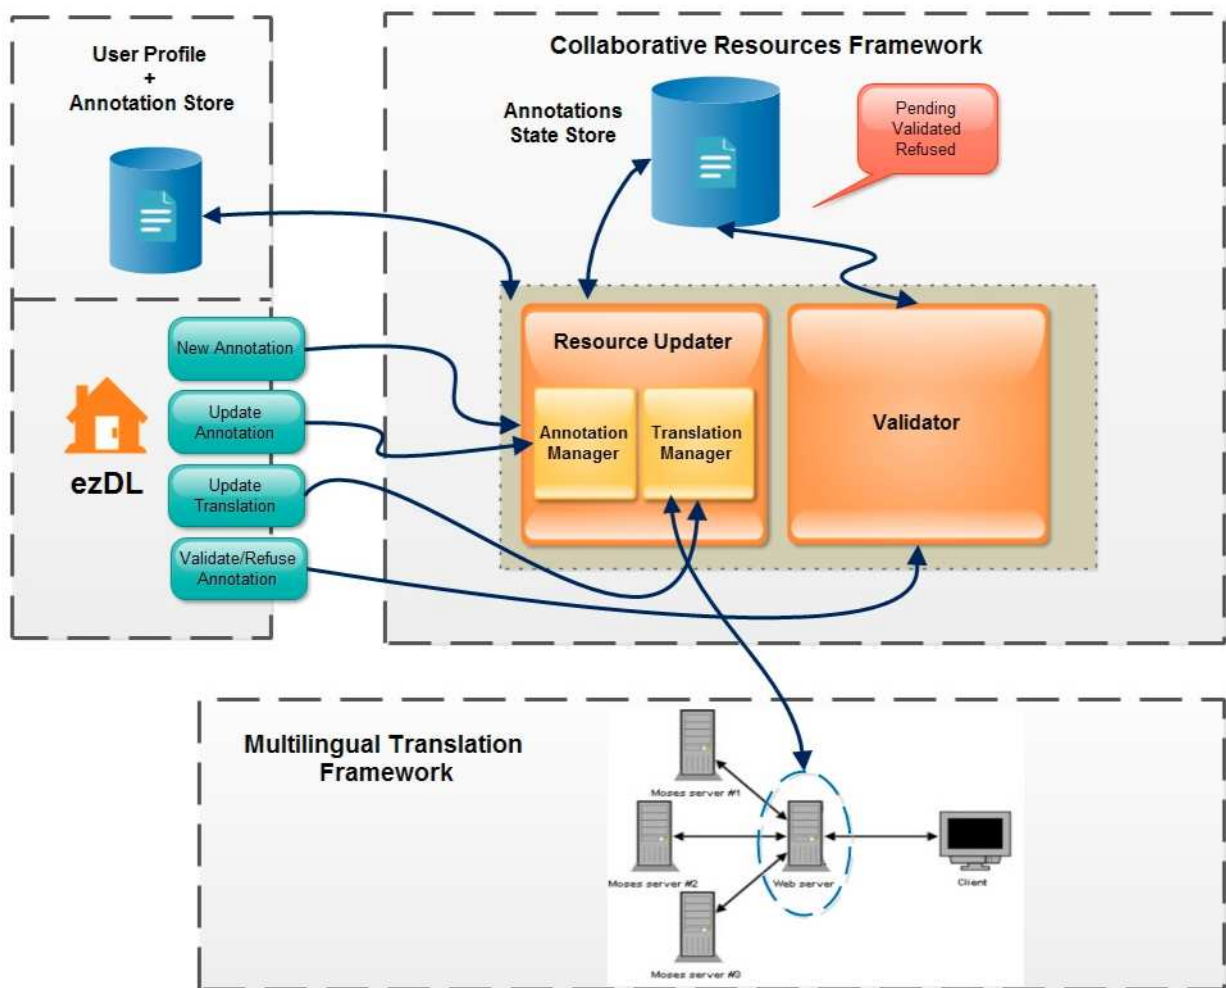 User Profile
+
Annotation Store
Collaborative Resources Framework
Annotations
State Store
Pending
Validated
Refused
New Annotation
Update
Annotation
Update
Translation
Validate/Refuse
Annotation
ezDL
Resource Updater
Annotation
Manager
Translation
Manager
Validator
Multilingual Translation
Framework
Moses server #1
Moses server #2
Moses server #3
Web server
Client